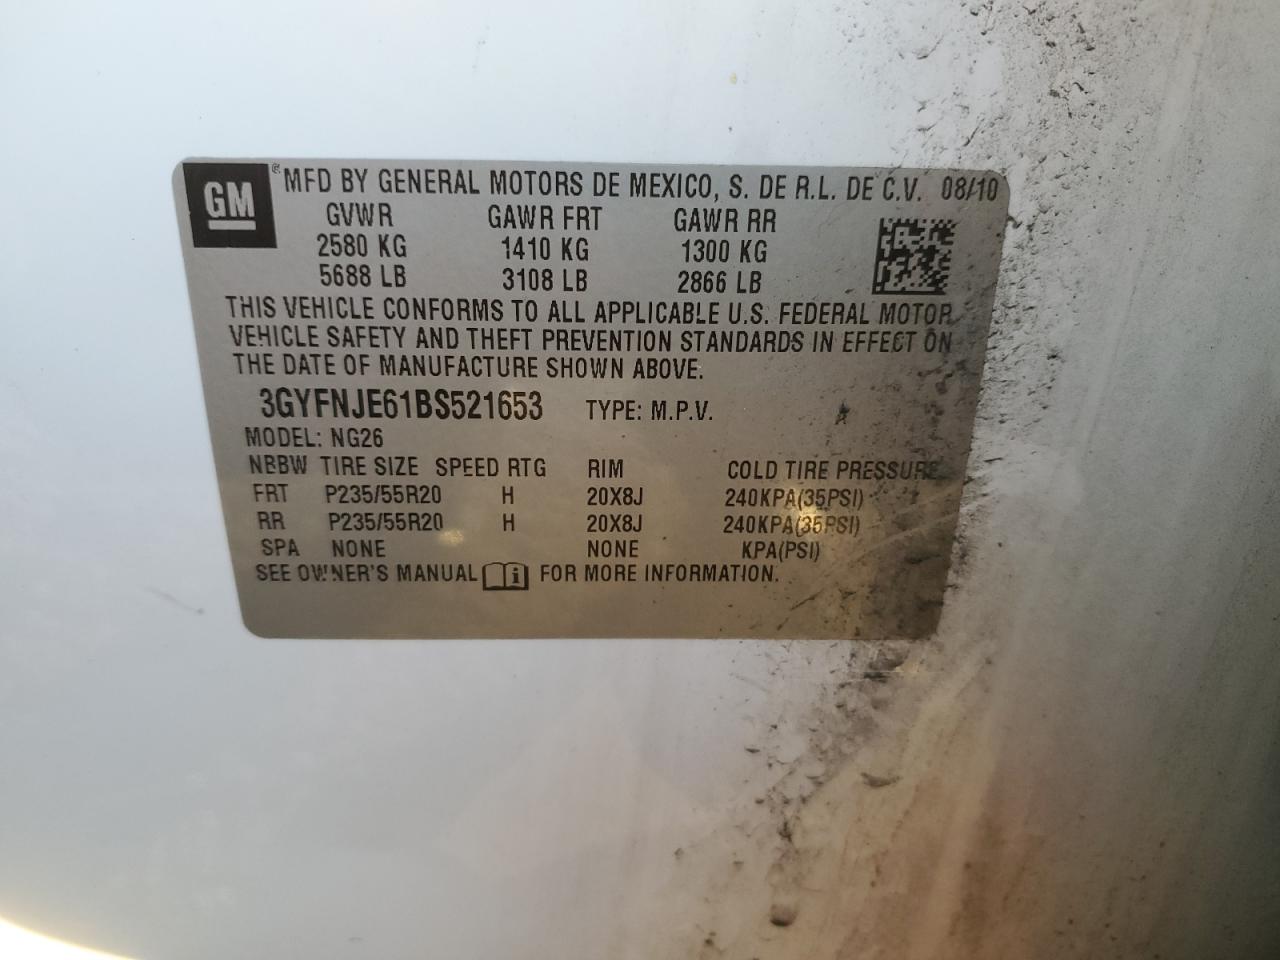 GM ® MFD BY GENERAL MOTORS DE MEXICO, S. DE R.L. DE C.V. 08/10
GVWR GAWR FRT GAWR RR
2580 KG 1410 KG 1300 KG
5688 LB 3108 LB 2866 LB
THIS VEHICLE CONFORMS TO ALL APPLICABLE U.S. FEDERAL MOTOR
VEHICLE SAFETY AND THEFT PREVENTION STANDARDS IN EFFECT ON
THE DATE OF MANUFACTURE SHOWN ABOVE.
3GYFNJE61BS521653 TYPE: M.P.V.
MODEL: NG26
NBBW TIRE SIZE SPEED RTG RIM COLD TIRE PRESSURE
FRT P235/55R20 H 20X8J 240KPA(35PSI)
RR P235/55R20 H 20X8J 240KPA(35PSI)
SPA NONE NONE KPA(PSI)
SEE OWNER'S MANUAL FOR MORE INFORMATION.